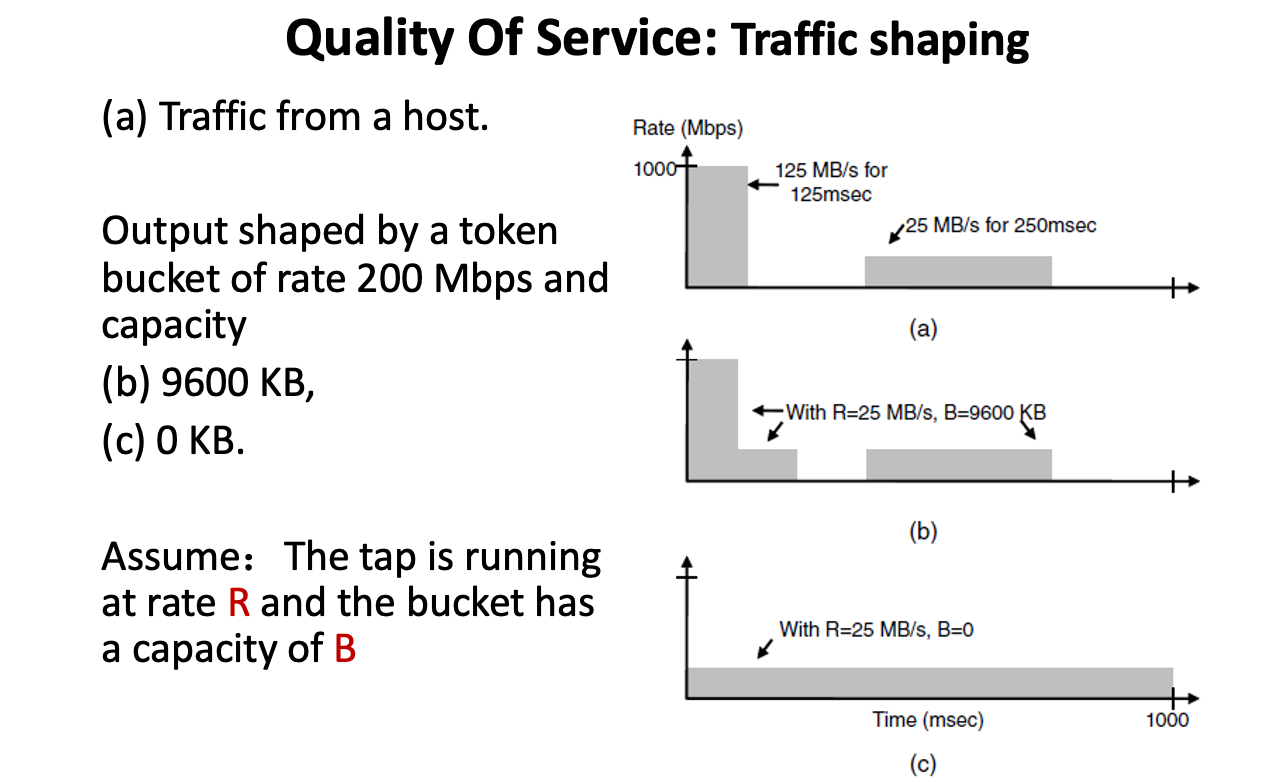 Quality Of Service: Traffic shaping
(a) Traffic from a host.
Output shaped by a token
bucket of rate 200 Mbps and
capacity
(b) 9600 KB,
(c) 0 KB.
Assume： The tap is running
at rate R and the bucket has
a capacity of B
Rate (Mbps)
1000
125 MB/s for
125msec
25 MB/s for 250msec
(a)
With R=25 MB/s, B=9600 KB
(b)
With R=25 MB/s, B=0
Time (msec)
1000
(c)